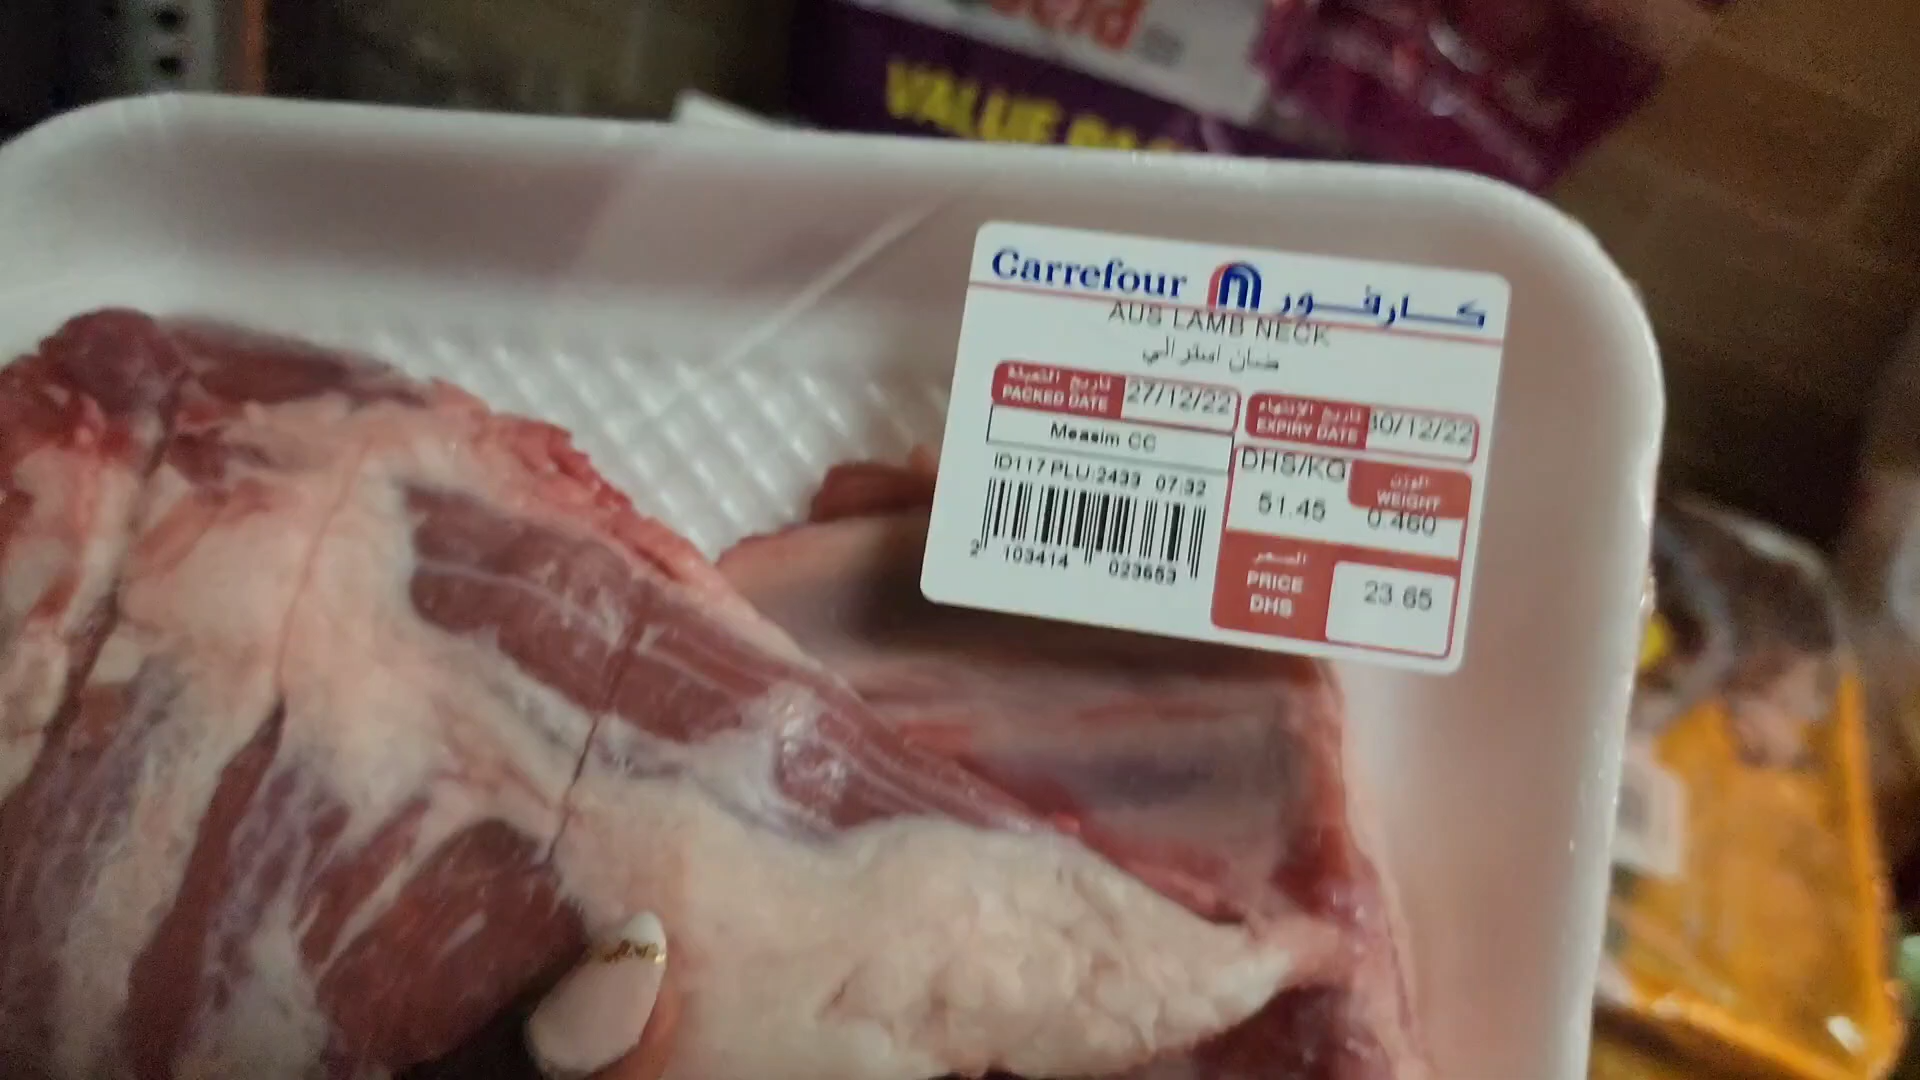 VALUE
Carrefour كارفور
AUS LAMB NECK
ضان استرالي
تاريخ التعبئة
PACKED DATE
27/12/22
تاريخ الإنتهاء
EXPIRY DATE
30/12/22
Meesim CC
ID117 PLU:2433 07:32
2 103414 023653
DHS/KG
51.45
الوزن
WEIGHT
0.460
السعر
PRICE
DHS
23 65